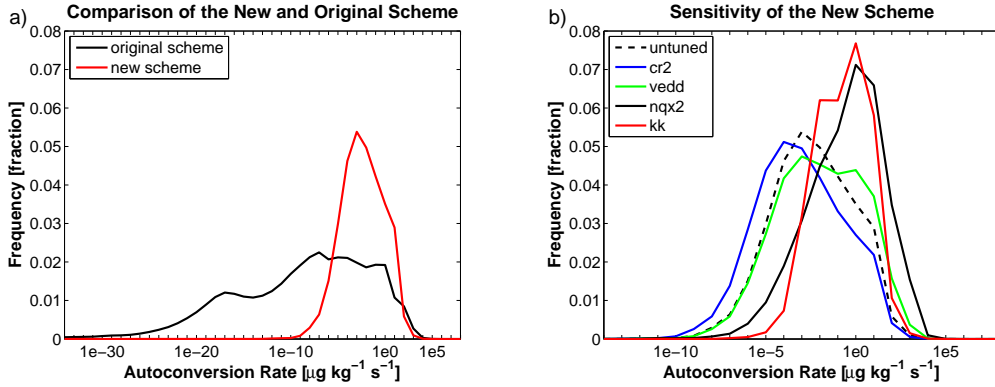 a)
Comparison of the New and Original Scheme
0.08
0.07
0.06
0.05
0.04
0.03
0.02
0.01
0
Frequency [fraction]
original scheme
new scheme
1e−30
1e−20
1e−10
1e0
1e5
Autoconversion Rate [μg kg⁻¹ s⁻¹]
b)
Sensitivity of the New Scheme
0.08
0.07
0.06
0.05
0.04
0.03
0.02
0.01
0
Frequency [fraction]
untuned
cr2
vedd
nqx2
kk
1e−10
1e−5
1e0
1e5
Autoconversion Rate [μg kg⁻¹ s⁻¹]